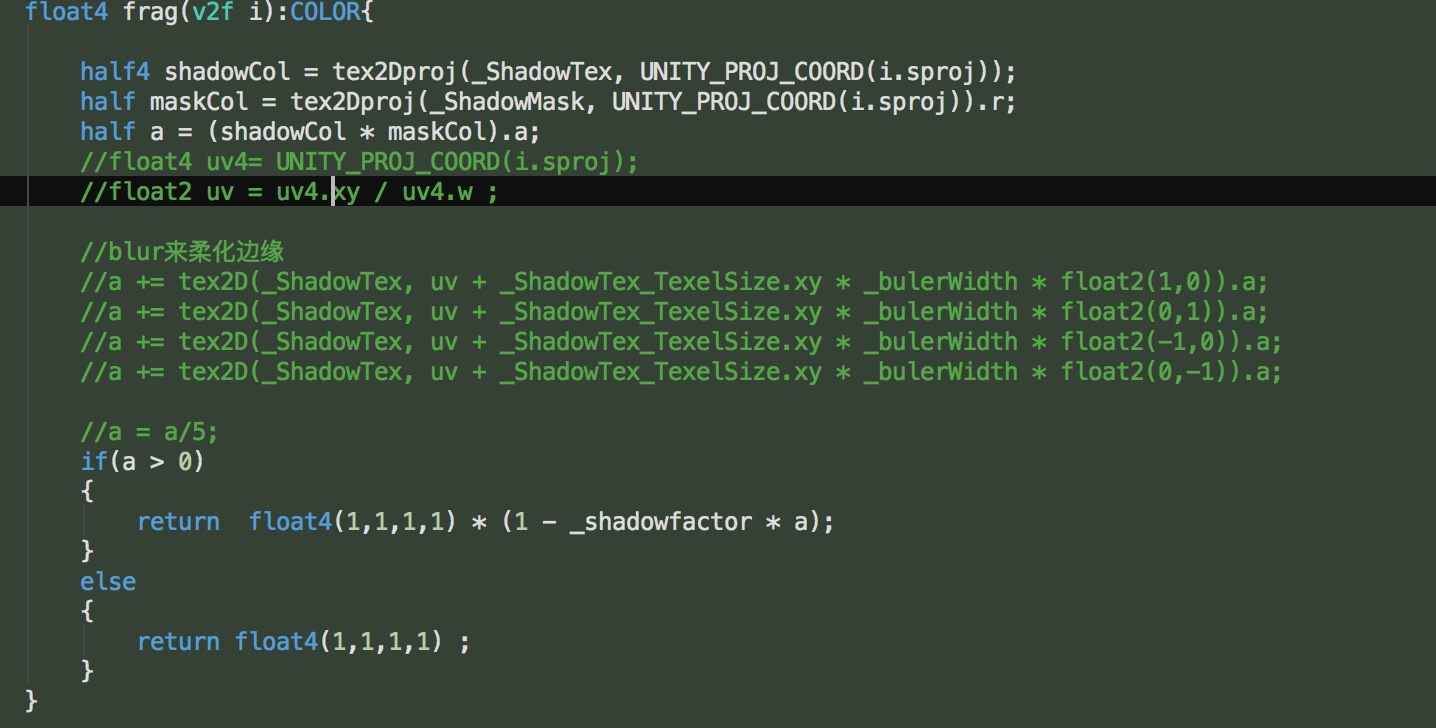 float4 frag(v2f i):COLOR{
half4 shadowCol = tex2Dproj(_ShadowTex, UNITY_PROJ_COORD(i.sproj));
half maskCol = tex2Dproj(_ShadowMask, UNITY_PROJ_COORD(i.sproj)).r;
half a = (shadowCol * maskCol).a;
//float4 uv4= UNITY_PROJ_COORD(i.sproj);
//float2 uv = uv4.xy / uv4.w ;
//blur来柔化边缘
//a += tex2D(_ShadowTex, uv + _ShadowTex_TexelSize.xy * _bulerWidth * float2(1,0)).a;
//a += tex2D(_ShadowTex, uv + _ShadowTex_TexelSize.xy * _bulerWidth * float2(0,1)).a;
//a += tex2D(_ShadowTex, uv + _ShadowTex_TexelSize.xy * _bulerWidth * float2(-1,0)).a;
//a += tex2D(_ShadowTex, uv + _ShadowTex_TexelSize.xy * _bulerWidth * float2(0,-1)).a;
//a = a/5;
if(a > 0)
{
return  float4(1,1,1,1) * (1 - _shadowfactor * a);
}
else
{
return float4(1,1,1,1) ;
}
}